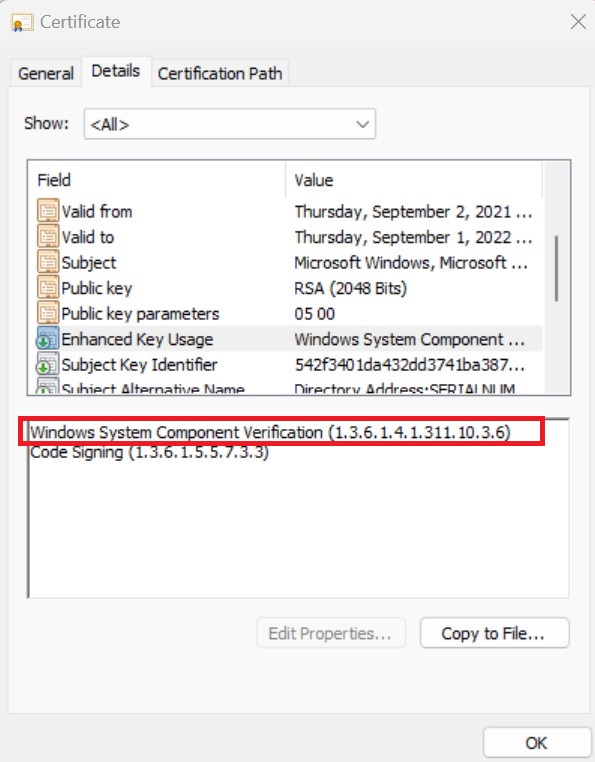 Certificate
General Details Certification Path
Show: <All>
Field Value
Valid from Thursday, September 2, 2021 ...
Valid to Thursday, September 1, 2022 ...
Subject Microsoft Windows, Microsoft ...
Public key RSA (2048 Bits)
Public key parameters 05 00
Enhanced Key Usage Windows System Component ...
Subject Key Identifier 542f3401da432dd3741ba387...
Subject Alternative Name Directory Address:SERIALNUM
Windows System Component Verification (1.3.6.1.4.1.311.10.3.6)
Code Signing (1.3.6.1.5.5.7.3.3)
Edit Properties... Copy to File...
OK